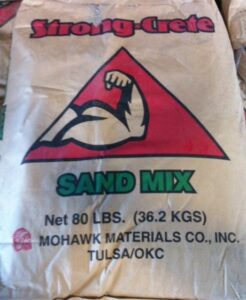 Strong-Crete
SAND MIX
Net 80 LBS. (36.2 KGS)
MOHAWK MATERIALS CO., INC.
TULSA/OKC